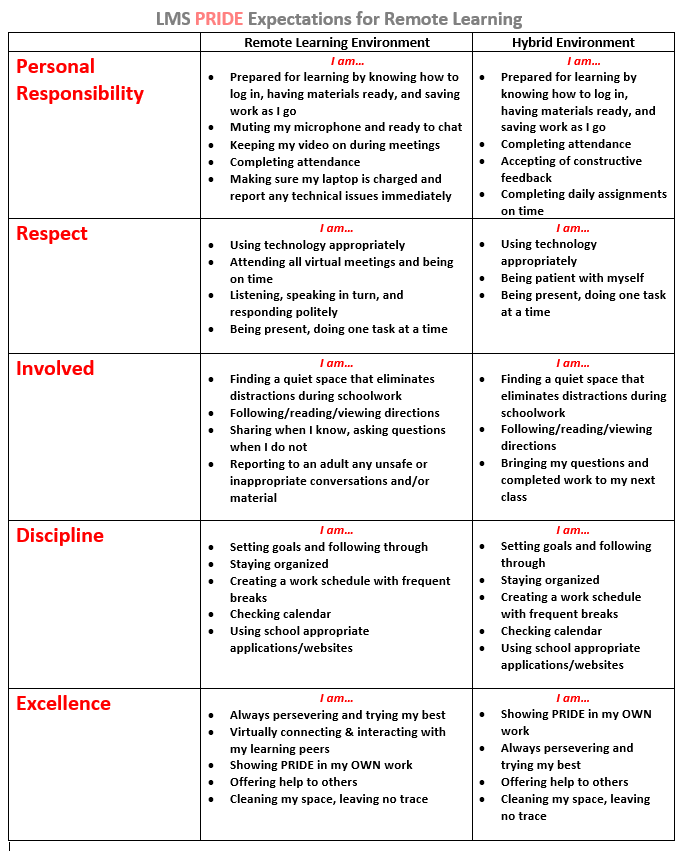 LMS PRIDE Expectations for Remote Learning
Remote Learning Environment
Hybrid Environment
Personal
Responsibility
I am…
• Prepared for learning by knowing how to
log in, having materials ready, and saving
work as I go
• Muting my microphone and ready to chat
• Keeping my video on during meetings
• Completing attendance
• Making sure my laptop is charged and
report any technical issues immediately
I am…
• Prepared for learning by
knowing how to log in,
having materials ready, and
saving work as I go
• Completing attendance
• Accepting of constructive
feedback
• Completing daily assignments
on time
Respect
I am…
• Using technology appropriately
• Attending all virtual meetings and being
on time
• Listening, speaking in turn, and
responding politely
• Being present, doing one task at a time
I am…
• Using technology
appropriately
• Being patient with myself
• Being present, doing one task
at a time
Involved
I am…
• Finding a quiet space that eliminates
distractions during schoolwork
• Following/reading/viewing directions
• Sharing when I know, asking questions
when I do not
• Reporting to an adult any unsafe or
inappropriate conversations and/or
material
I am…
• Finding a quiet space that
eliminates distractions during
schoolwork
• Following/reading/viewing
directions
• Bringing my questions and
completed work to my next
class
Discipline
I am…
• Setting goals and following through
• Staying organized
• Creating a work schedule with frequent
breaks
• Checking calendar
• Using school appropriate
applications/websites
I am…
• Setting goals and following
through
• Staying organized
• Creating a work schedule
with frequent breaks
• Checking calendar
• Using school appropriate
applications/websites
Excellence
I am…
• Always persevering and trying my best
• Virtually connecting & interacting with
my learning peers
• Showing PRIDE in my OWN work
• Offering help to others
• Cleaning my space, leaving no trace
I am…
• Showing PRIDE in my OWN
work
• Always persevering and
trying my best
• Offering help to others
• Cleaning my space, leaving
no trace